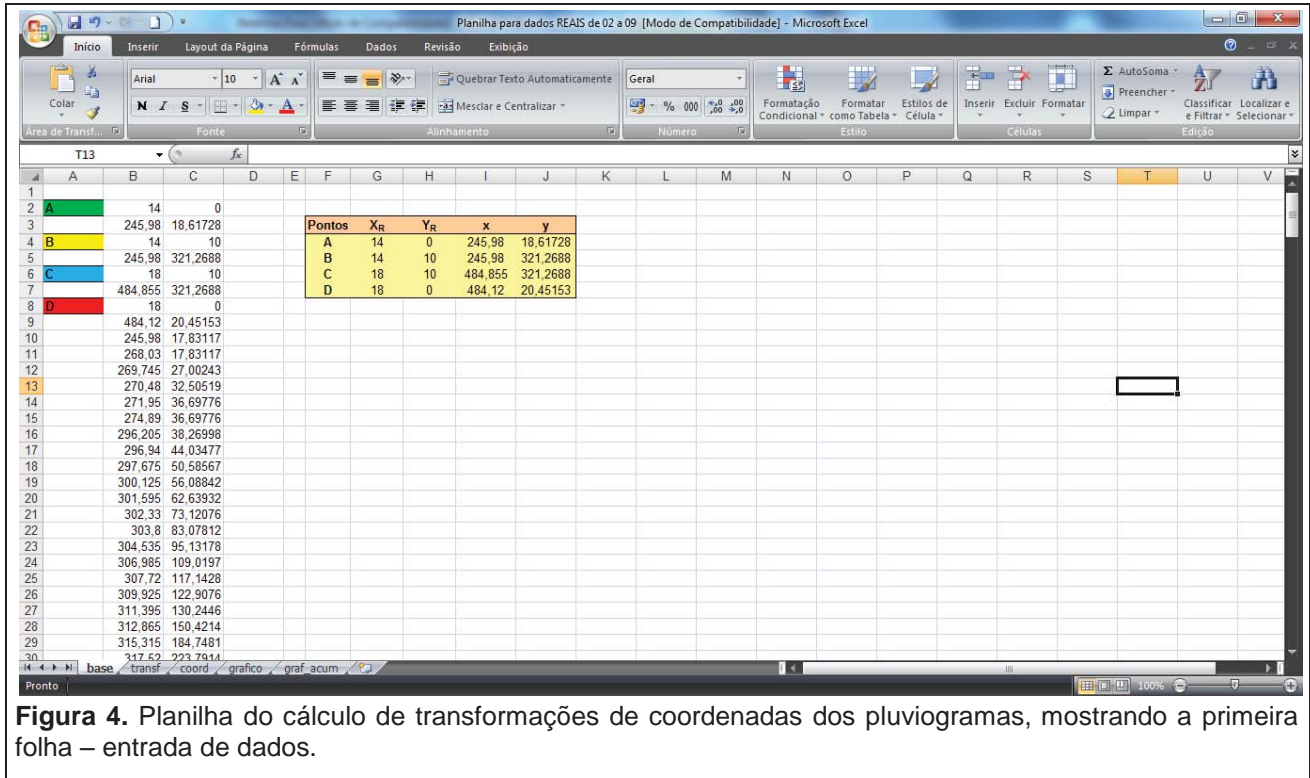 Planilha para dados REAIS de 02 a 09 [Modo de Compatibilidade] - Microsoft Excel
Início Inserir Layout da Página Fórmulas Dados Revisão Exibição
Colar
Arial 10
N I S
Quebrar Texto Automaticamente
Mesclar e Centralizar
Geral
% 000
Formatação Condicional
Formatar como Tabela
Estilos de Célula
Inserir Excluir Formatar
Σ AutoSoma
Preencher
Limpar
Classificar e Filtrar
Localizar e Selecionar
Área de Transf... Fonte Alinhamento Número Estilo Células Edição
T13 fx
A B C D E F G H I J K L M N O P Q R S T U V
1
2 A 14 0
3 245,98 18,61728 Pontos XR YR x y
4 B 14 10 A 14 0 245,98 18,61728
5 245,98 321,2688 B 14 10 245,98 321,2688
6 C 18 10 C 18 10 484,855 321,2688
7 484,855 321,2688 D 18 0 484,12 20,45153
8 D 18 0
9 484,12 20,45153
10 245,98 17,83117
11 268,03 17,83117
12 269,745 27,00243
13 270,48 32,50519
14 271,95 36,69776
15 274,89 36,69776
16 296,205 38,26998
17 296,94 44,03477
18 297,675 50,58567
19 300,125 56,08842
20 301,595 62,63932
21 302,33 73,12076
22 303,8 83,07812
23 304,535 95,13178
24 306,985 109,0197
25 307,72 117,1428
26 309,925 122,9076
27 311,395 130,2446
28 312,865 150,4214
29 315,315 184,7481
30 317,52 223,7914
base transf coord grafico graf_acum
Pronto 100%
Figura 4. Planilha do cálculo de transformações de coordenadas dos pluviogramas, mostrando a primeira
folha – entrada de dados.